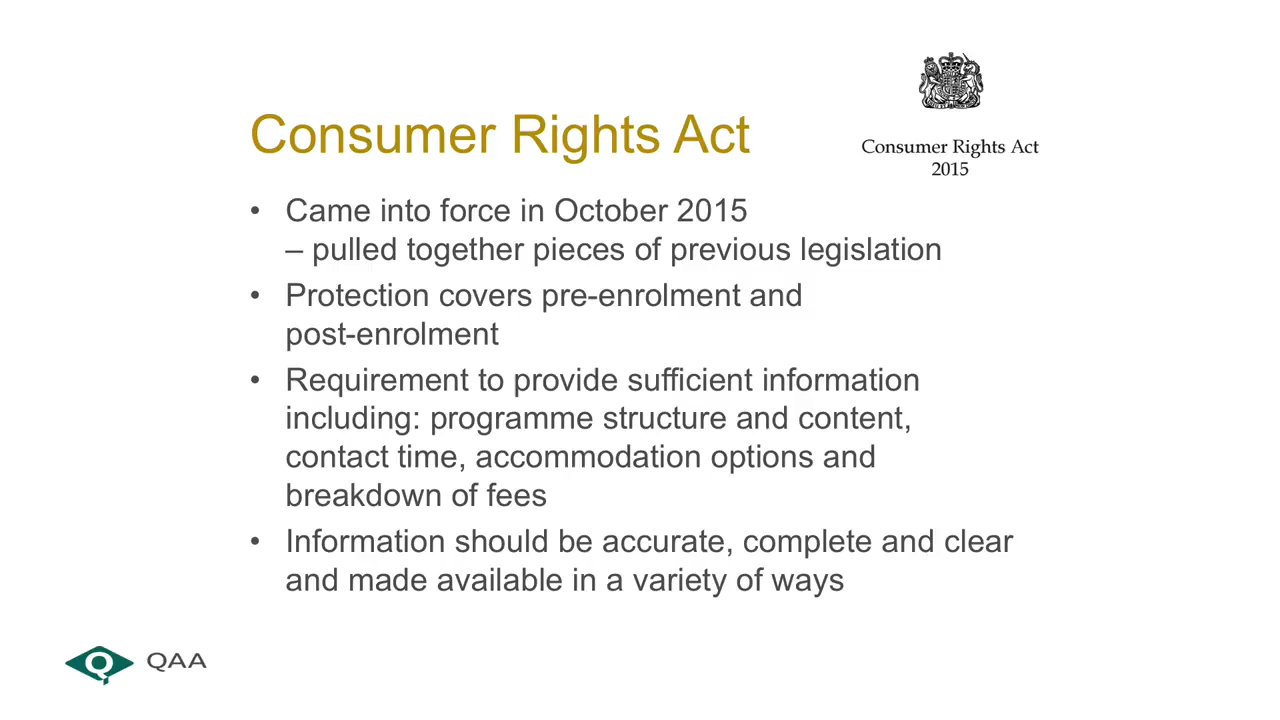 Consumer Rights Act
Consumer Rights Act
2015
• Came into force in October 2015
– pulled together pieces of previous legislation
• Protection covers pre-enrolment and
post-enrolment
• Requirement to provide sufficient information
including: programme structure and content,
contact time, accommodation options and
breakdown of fees
• Information should be accurate, complete and clear
and made available in a variety of ways
QAA